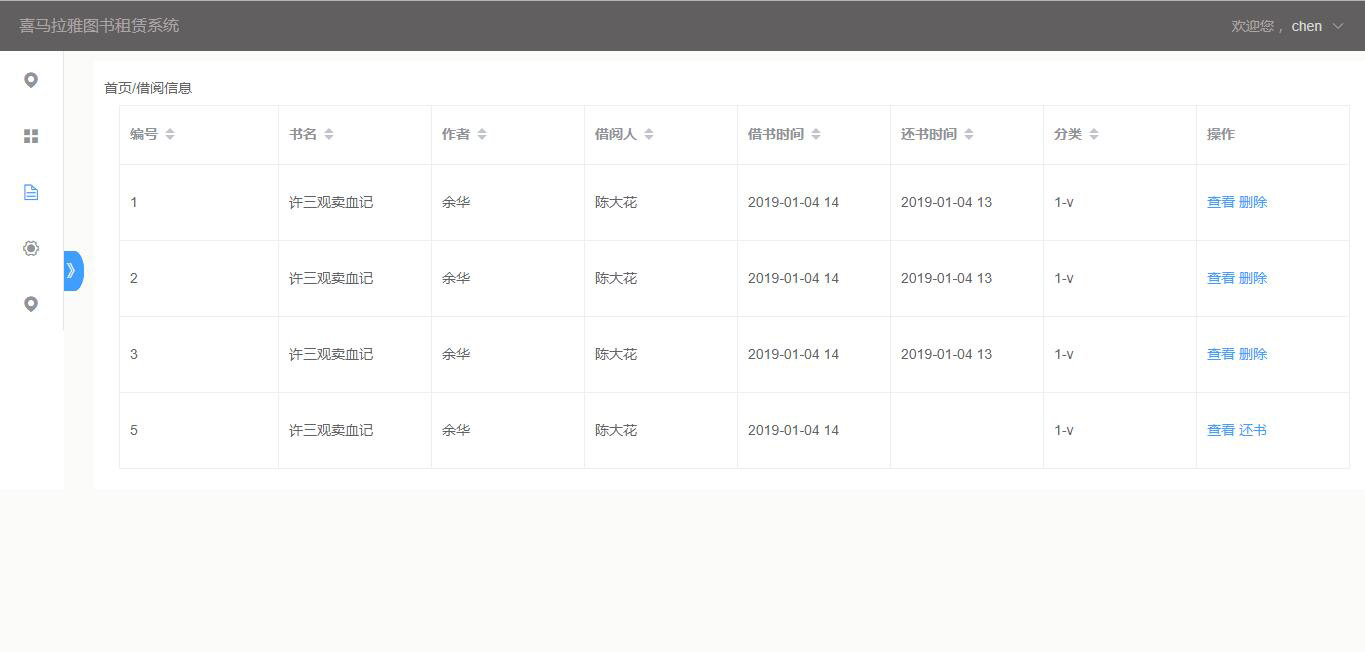 喜马拉雅图书租赁系统 欢迎您 ，chen
首页/借阅信息
编号 书名 作者 借阅人 借书时间 还书时间 分类 操作
1 许三观卖血记 余华 陈大花 2019-01-04 14 2019-01-04 13 1-v 查看 删除
2 许三观卖血记 余华 陈大花 2019-01-04 14 2019-01-04 13 1-v 查看 删除
3 许三观卖血记 余华 陈大花 2019-01-04 14 2019-01-04 13 1-v 查看 删除
5 许三观卖血记 余华 陈大花 2019-01-04 14 1-v 查看 还书